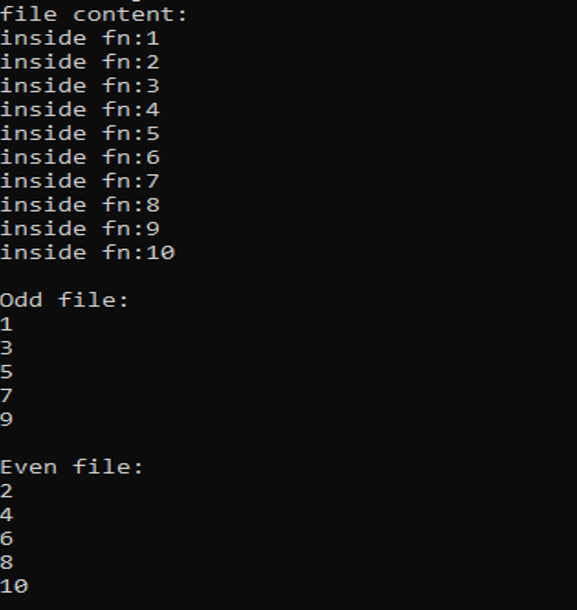 file content:
inside fn:1
inside fn:2
inside fn:3
inside fn:4
inside fn:5
inside fn:6
inside fn:7
inside fn:8
inside fn:9
inside fn:10

Odd file:
1
3
5
7
9

Even file:
2
4
6
8
10